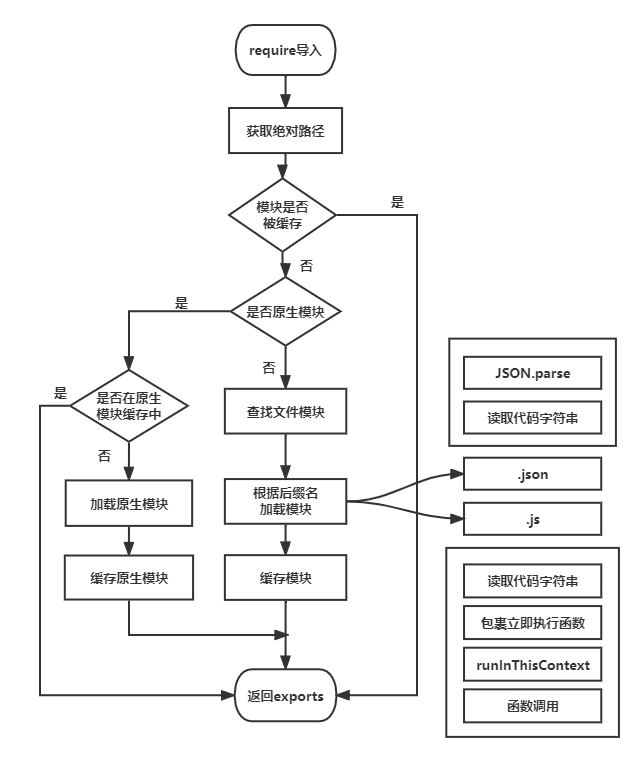 require导入
获取绝对路径
模块是否
被缓存
是
否
是否原生模块
是
否
是否在原生
模块缓存中
是
否
查找文件模块
加载原生模块
根据后缀名
加载模块
缓存原生模块
缓存模块
返回exports
JSON.parse
读取代码字符串
.json
.js
读取代码字符串
包裹立即执行函数
runInThisContext
函数调用